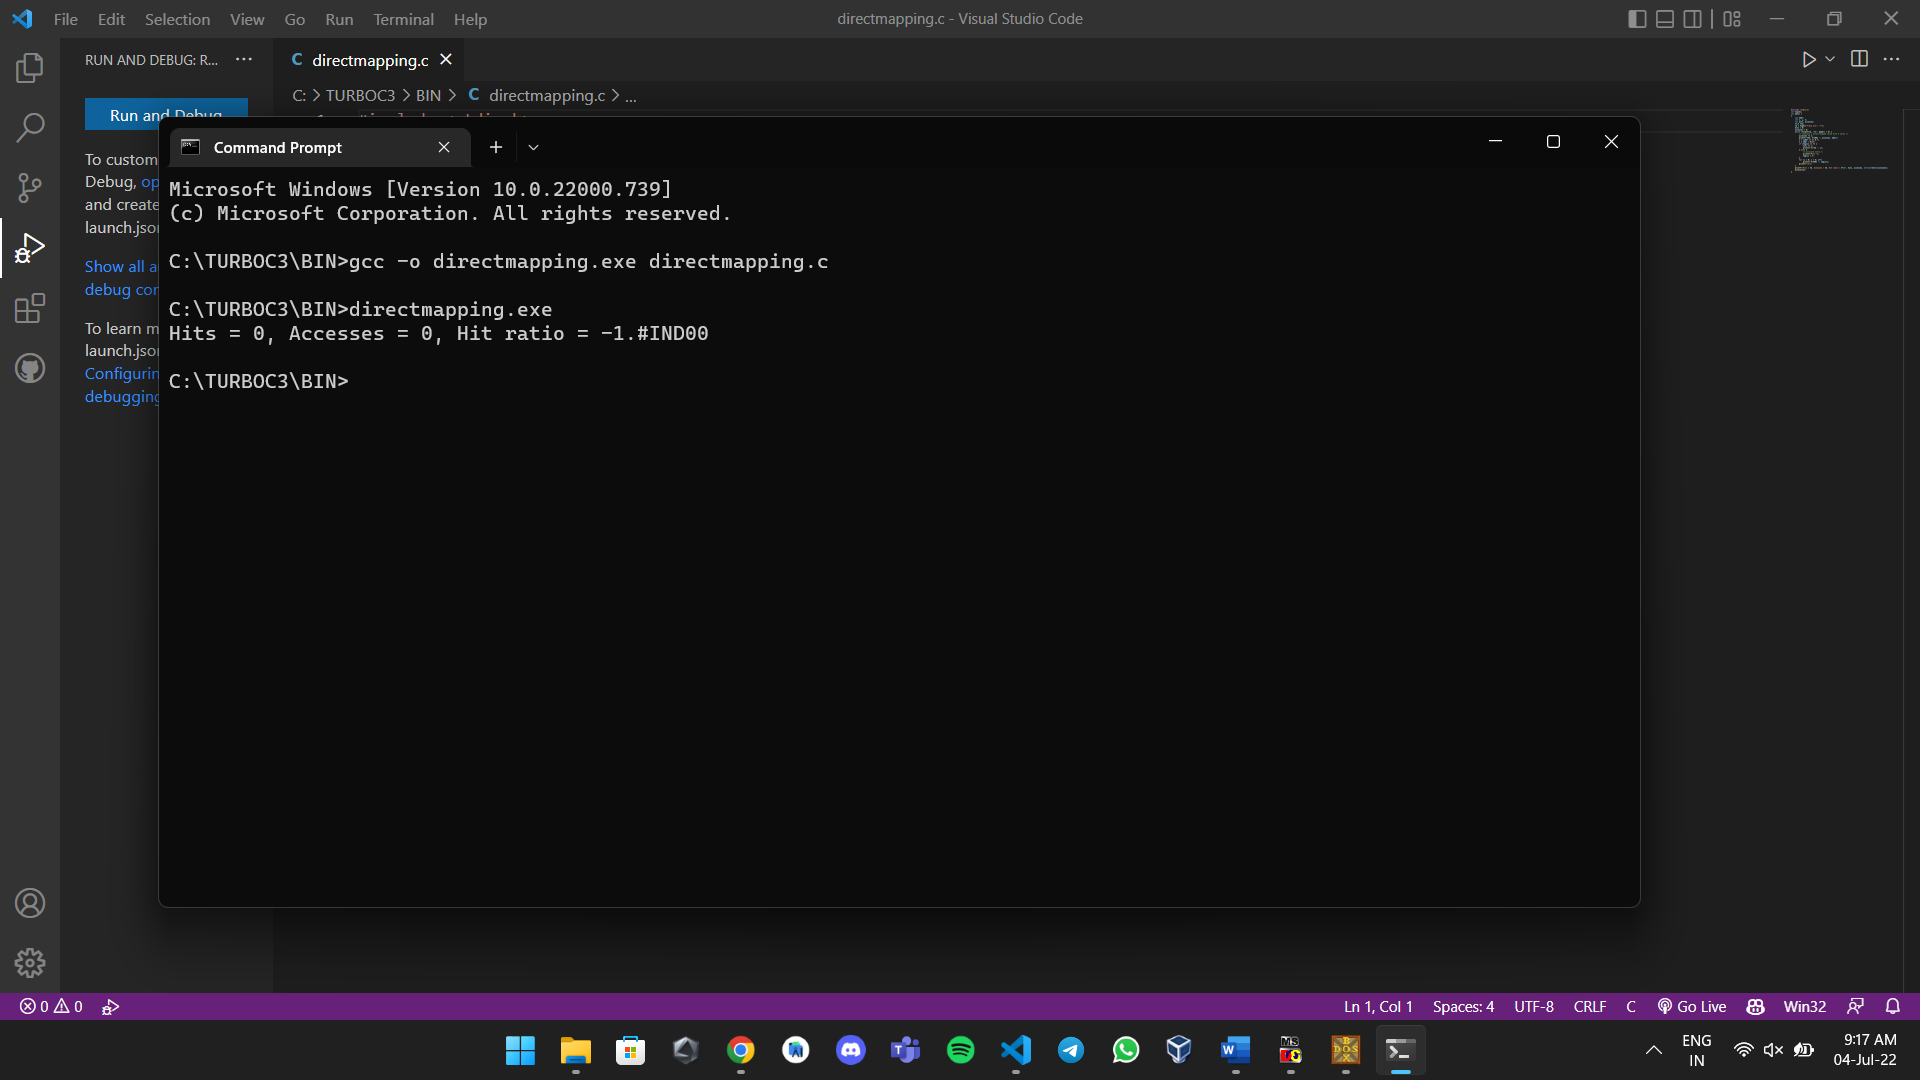 File Edit Selection View Go Run Terminal Help
directmapping.c - Visual Studio Code
RUN AND DEBUG: R... ···
C directmapping.c
C: > TURBOC3 > BIN > C directmapping.c > ...
Run and Debug
To custom
Debug, op
and create
launch.json
Show all a
debug con
To learn m
launch.json
Configurin
debugging
Command Prompt
Microsoft Windows [Version 10.0.22000.739]
(c) Microsoft Corporation. All rights reserved.
C:\TURBOC3\BIN>gcc -o directmapping.exe directmapping.c
C:\TURBOC3\BIN>directmapping.exe
Hits = 0, Accesses = 0, Hit ratio = -1.#IND00
C:\TURBOC3\BIN>
0 0
Ln 1, Col 1 Spaces: 4 UTF-8 CRLF C Go Live Win32
ENG
IN
9:17 AM
04-Jul-22